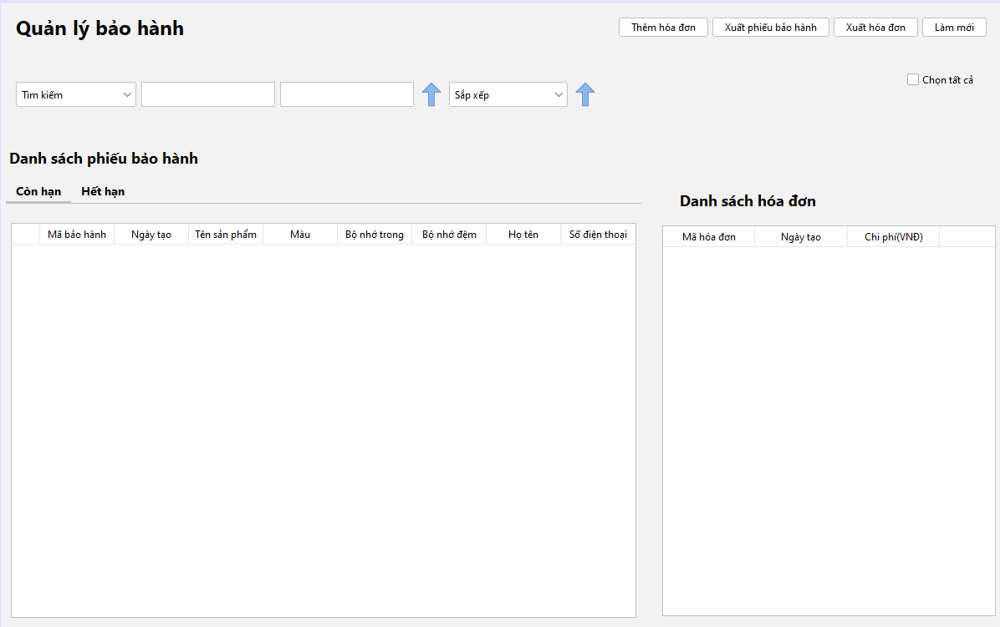 Quản lý bảo hành
Thêm hóa đơn
Xuất phiếu bảo hành
Xuất hóa đơn
Làm mới
Chọn tất cả
Tìm kiếm
Sắp xếp
Danh sách phiếu bảo hành
Còn hạn
Hết hạn
Mã bảo hành
Ngày tạo
Tên sản phẩm
Màu
Bộ nhớ trong
Bộ nhớ đệm
Họ tên
Số điện thoại
Danh sách hóa đơn
Mã hóa đơn
Ngày tạo
Chi phí(VNĐ)